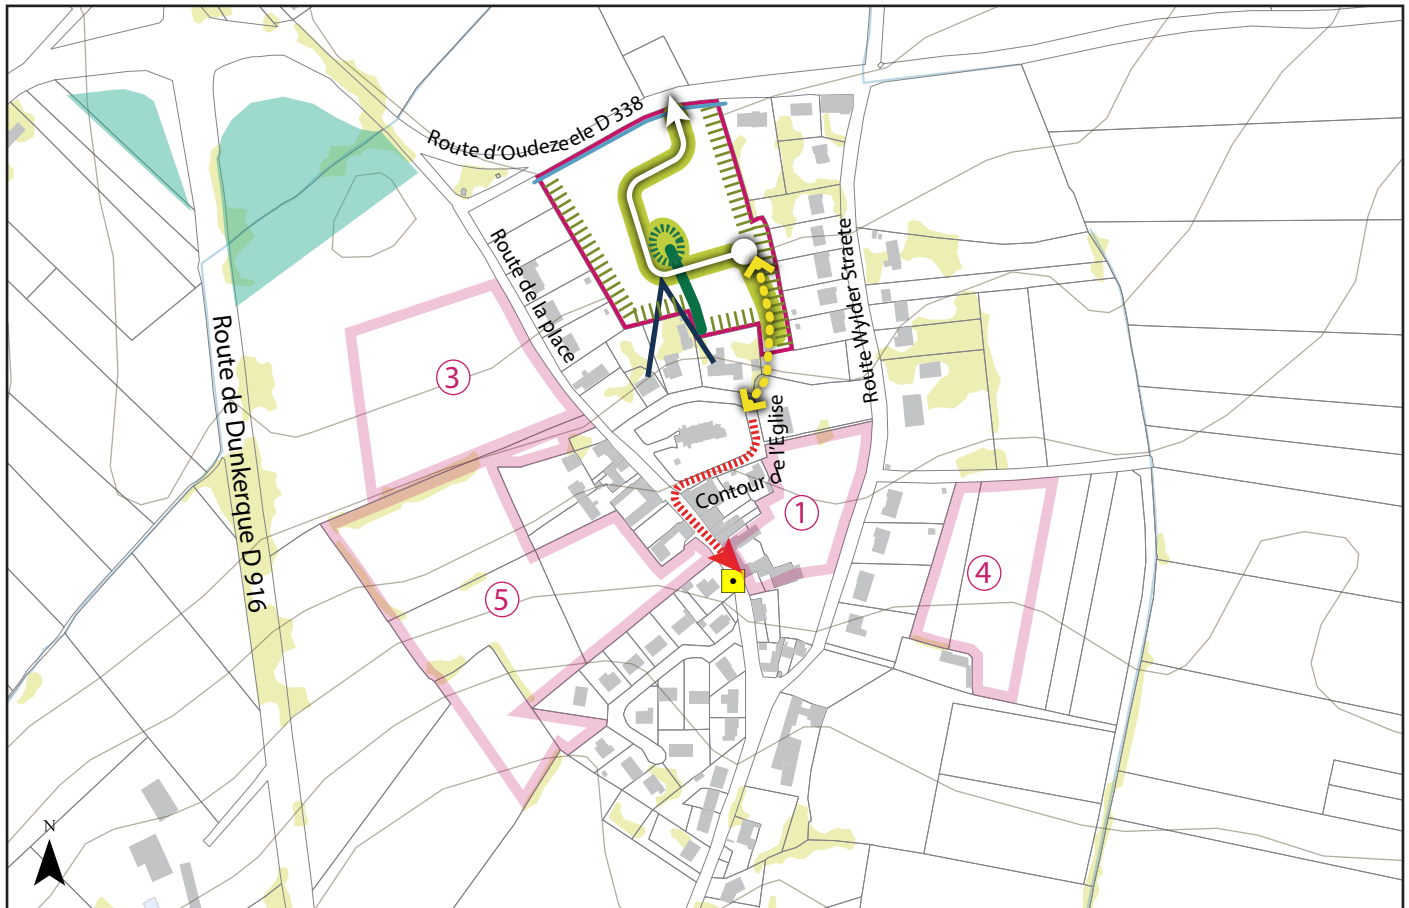 Route d'Oudezeele D 338
Route de la place
Route Wylder Straete
Route de Dunkerque D 916
Contour de l'Eglise
3
1
4
5
N